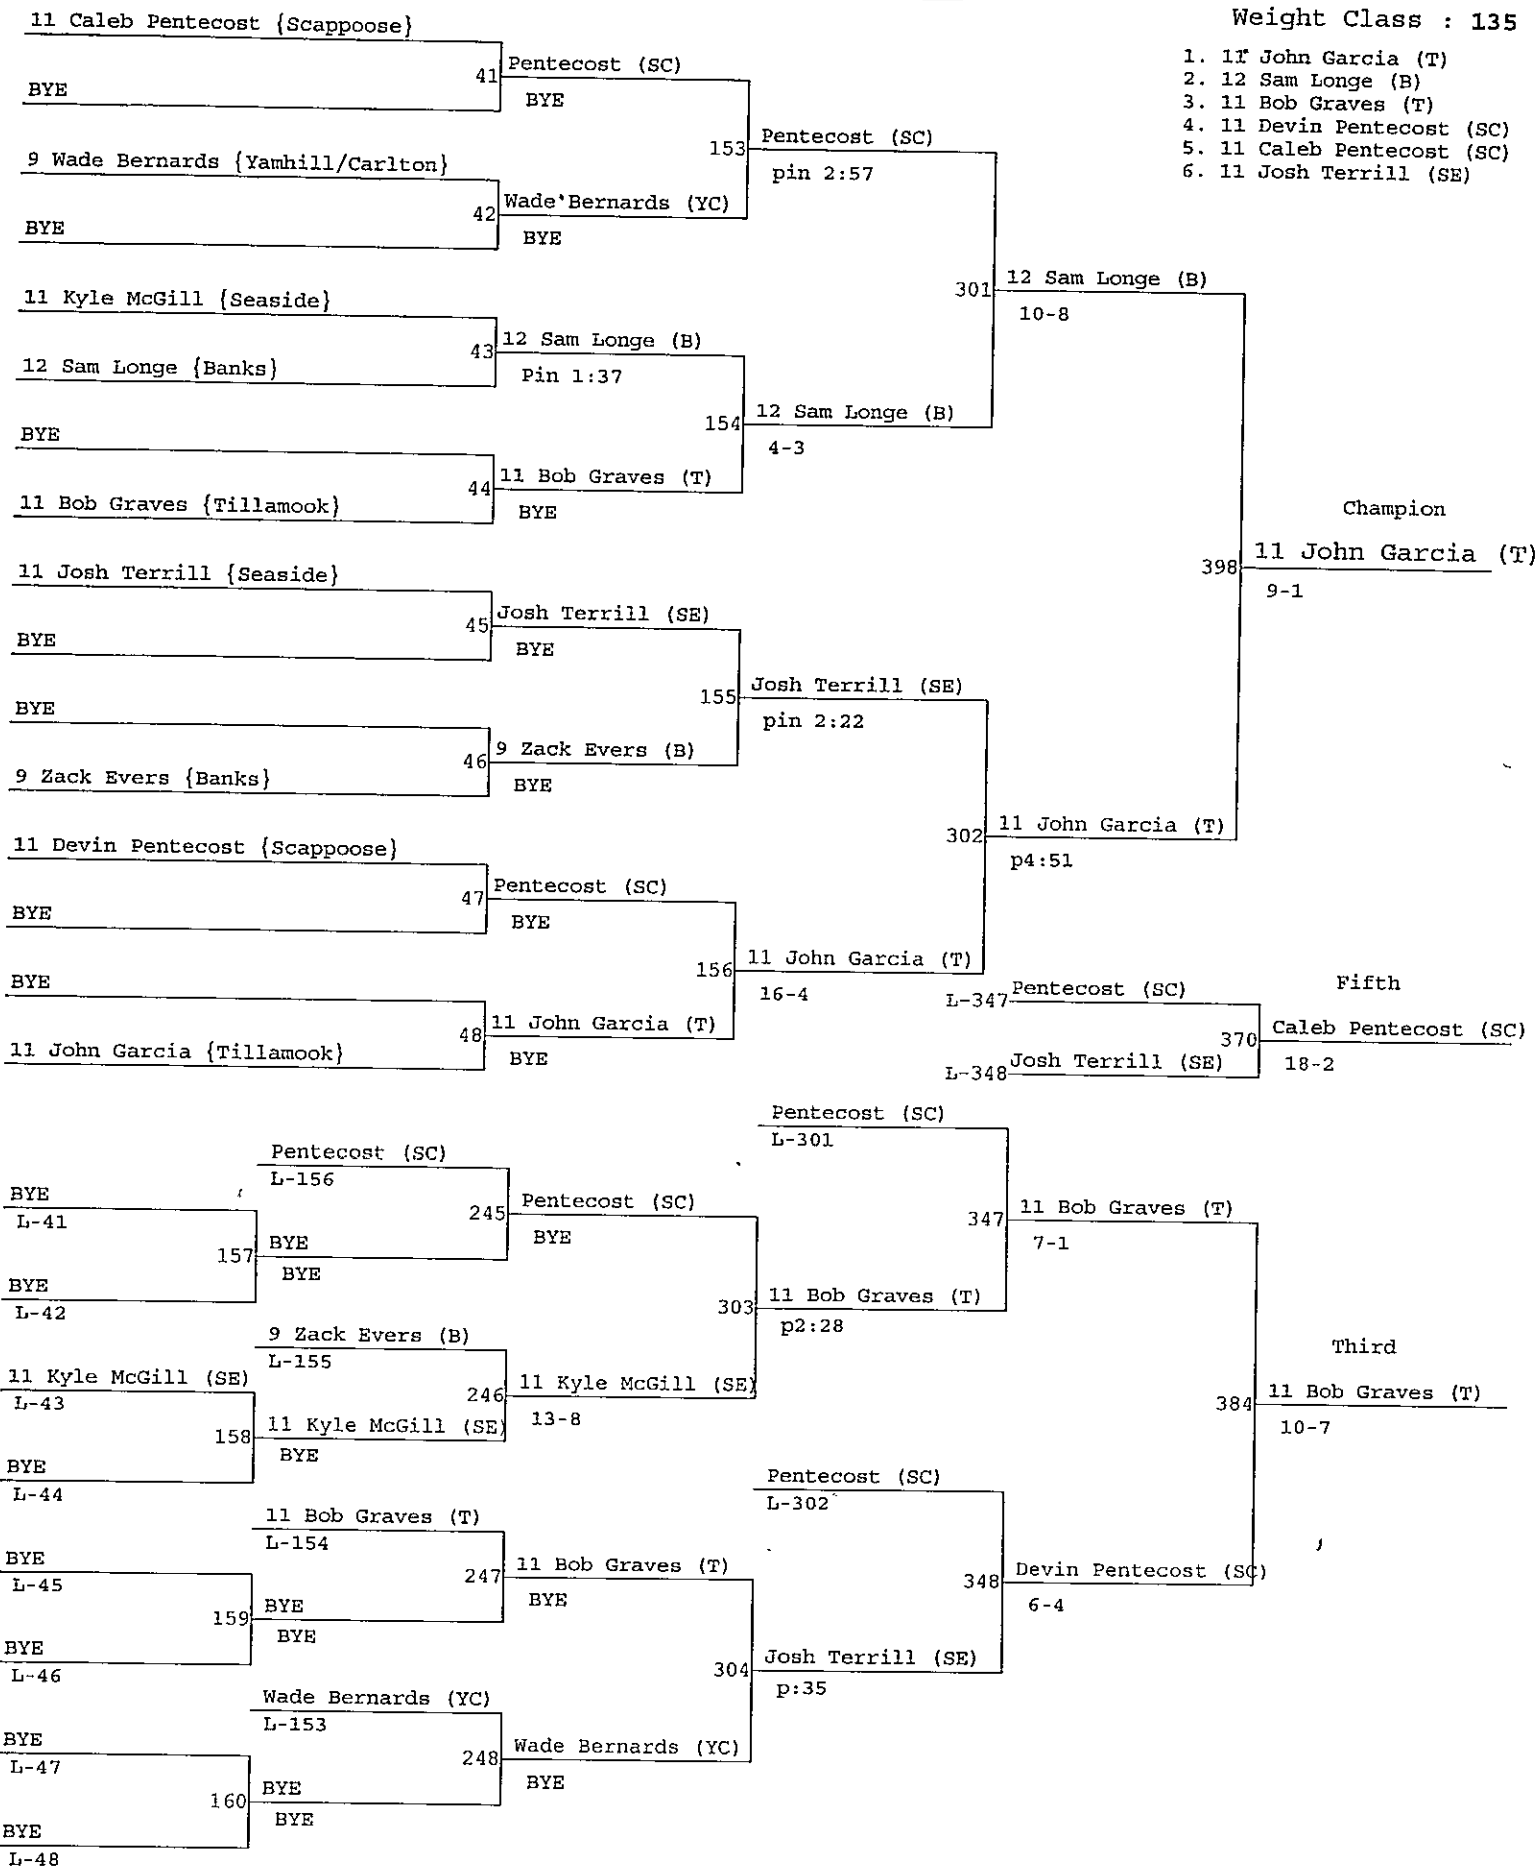 Weight Class : 135
1. 11 John Garcia (T)
2. 12 Sam Longe (B)
3. 11 Bob Graves (T)
4. 11 Devin Pentecost (SC)
5. 11 Caleb Pentecost (SC)
6. 11 Josh Terrill (SE)
11 Caleb Pentecost {Scappoose}
41 Pentecost (SC)
BYE
BYE
153 Pentecost (SC)
pin 2:57
9 Wade Bernards {Yamhill/Carlton}
42 Wade Bernards (YC)
BYE
BYE
301 12 Sam Longe (B)
10-8
11 Kyle McGill {Seaside}
43 12 Sam Longe (B)
12 Sam Longe {Banks}
Pin 1:37
154 12 Sam Longe (B)
4-3
BYE
44 11 Bob Graves (T)
11 Bob Graves {Tillamook}
BYE
Champion
398 11 John Garcia (T)
9-1
11 Josh Terrill {Seaside}
45 Josh Terrill (SE)
BYE
BYE
155 Josh Terrill (SE)
pin 2:22
BYE
46 9 Zack Evers (B)
9 Zack Evers {Banks}
BYE
302 11 John Garcia (T)
p4:51
11 Devin Pentecost {Scappoose}
47 Pentecost (SC)
BYE
BYE
156 11 John Garcia (T)
16-4
BYE
48 11 John Garcia (T)
11 John Garcia {Tillamook}
BYE
Fifth
L-347 Pentecost (SC)
370 Caleb Pentecost (SC)
18-2
L-348 Josh Terrill (SE)
Pentecost (SC)
L-301
Pentecost (SC)
L-156
245 Pentecost (SC)
BYE
BYE
L-41
157 BYE
BYE
BYE
L-42
347 11 Bob Graves (T)
7-1
303 11 Bob Graves (T)
p2:28
9 Zack Evers (B)
L-155
246 11 Kyle McGill (SE)
13-8
11 Kyle McGill (SE)
L-43
158 11 Kyle McGill (SE)
BYE
BYE
L-44
Third
384 11 Bob Graves (T)
10-7
Pentecost (SC)
L-302
11 Bob Graves (T)
L-154
247 11 Bob Graves (T)
BYE
BYE
L-45
159 BYE
BYE
BYE
L-46
348 Devin Pentecost (SC)
6-4
304 Josh Terrill (SE)
p:35
Wade Bernards (YC)
L-153
248 Wade Bernards (YC)
BYE
BYE
L-47
160 BYE
BYE
BYE
L-48